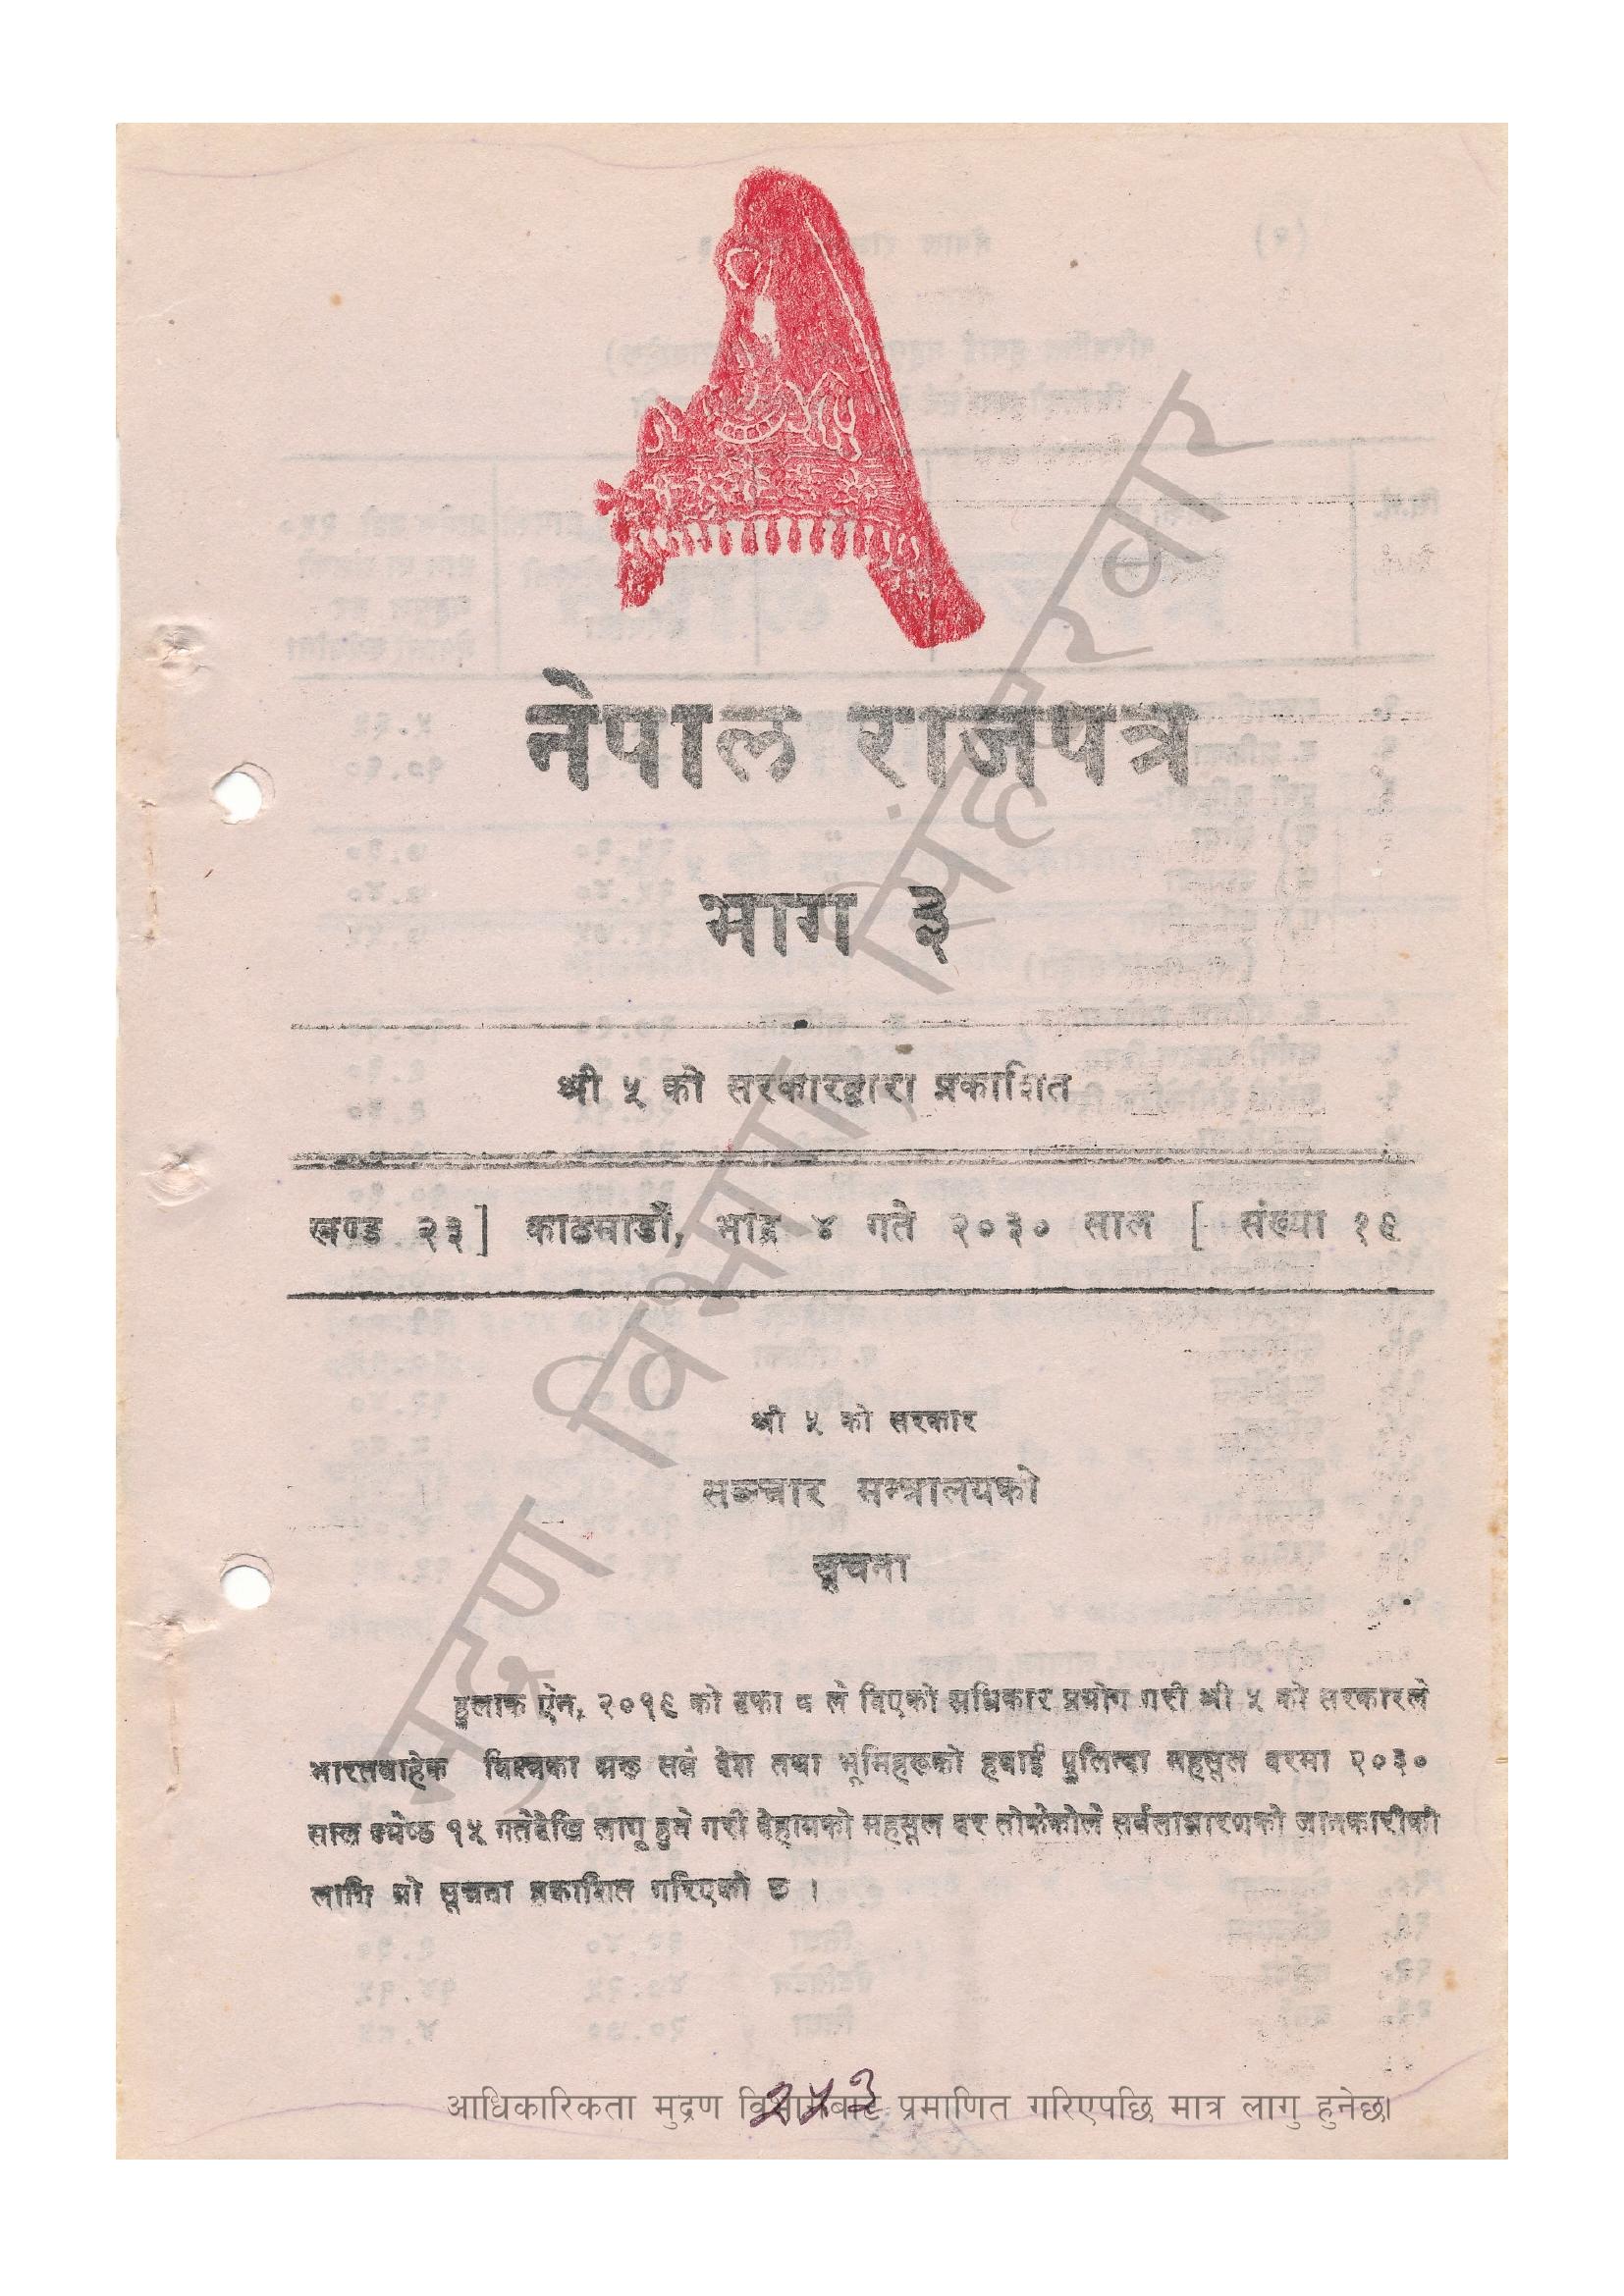 नेपाल राजपत्र
भाग ३
श्री ५ को सरकारद्वारा प्रकाशित
खण्ड २३] काठमाडौं, भाद्र ४ गते २०३० साल [ संख्या १९
श्री ५ को सरकार
सञ्चार मन्त्रालयको
सूचना
हुलाक ऐन, २०१९ को दफा ८ ले दिएको अधिकार प्रयोग गरी श्री ५ को सरकारले
भारतबाहेक विश्वका अरू सबै देश तथा भूमिहरूको हवाई पुलिन्दा महसूल दरमा २०३०
साल ज्येष्ठ १५ गतेदेखि लागू हुने गरी देहायको महसूल दर तोकेकोले सर्वसाधारणको जानकारीको
लागि यो सूचना प्रकाशित गरिएको छ ।
मुद्रण विभाग, सिंहदरवार
आधिकारिकता मुद्रण विभागबाट प्रमाणित गरिएपछि मात्र लागु हुनेछ।
२५३